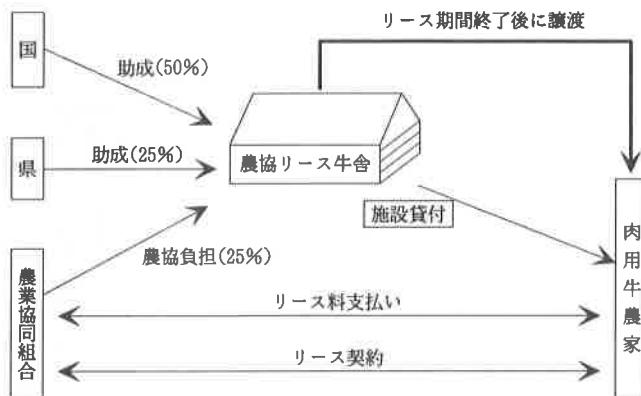 リース期間終了後に譲渡
国
助成(50%)
県
助成(25%)
農協リース牛舎
施設貸付
農協負担(25%)
農業協同組合
リース料支払い
リース契約
肉用牛農家